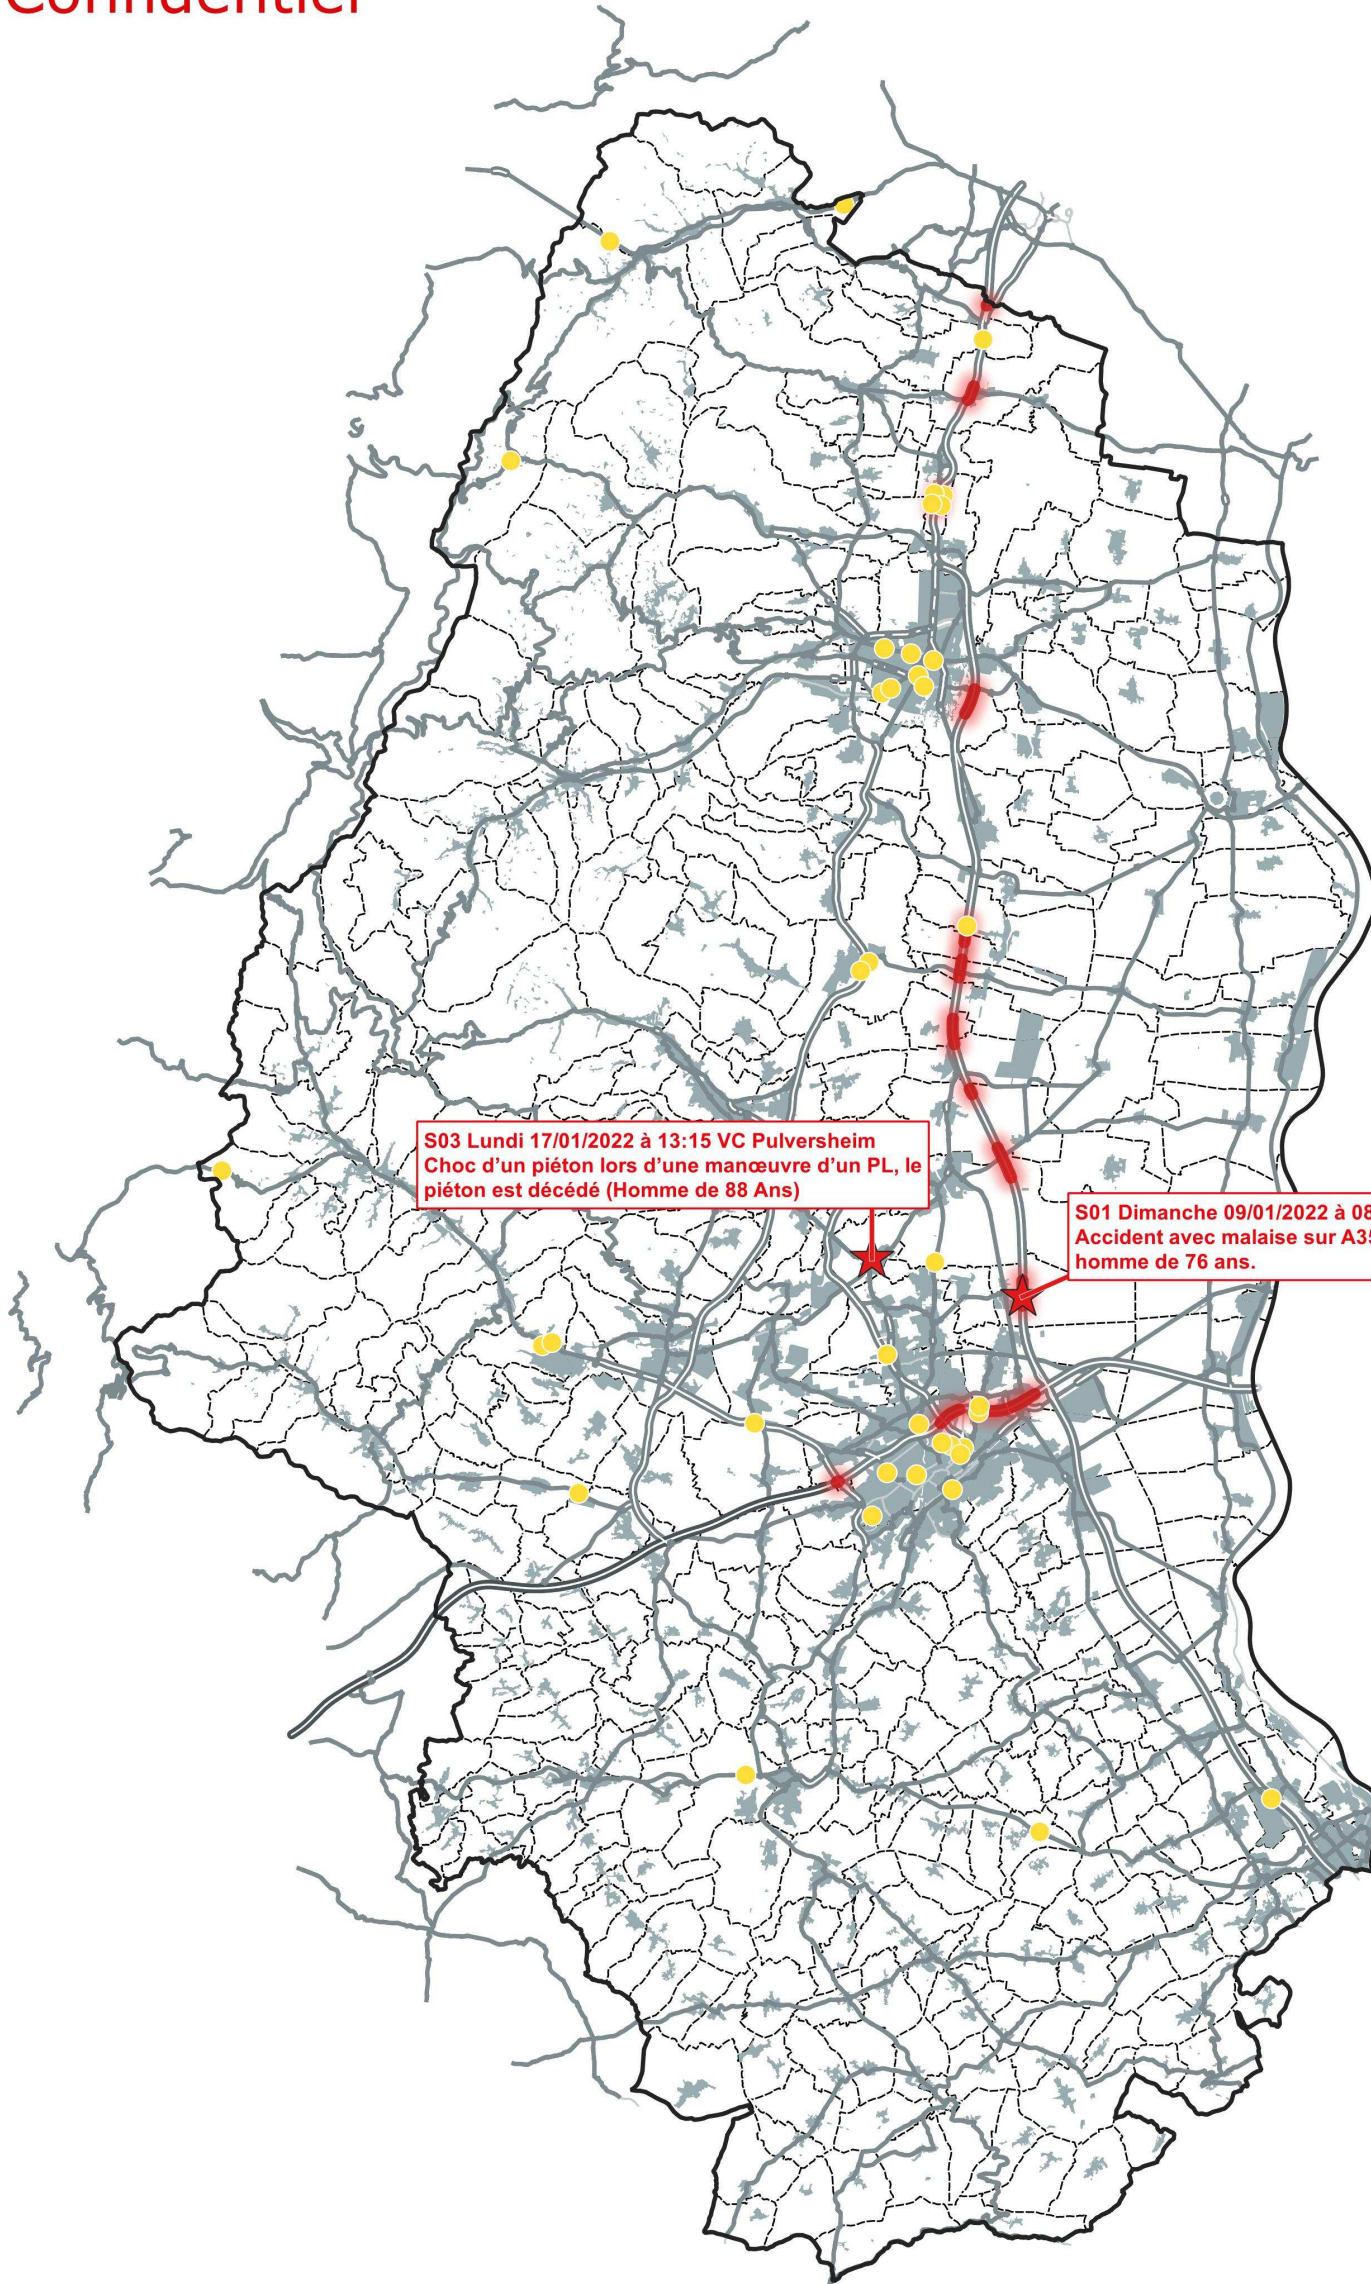 Confidentiel
S03 Lundi 17/01/2022 à 13:15 VC Pulversheim
Choc d’un piéton lors d’une manœuvre d’un PL, le
piéton est décédé (Homme de 88 Ans)
S01 Dimanche 09/01/2022 à 08
Accident avec malaise sur A35
homme de 76 ans.